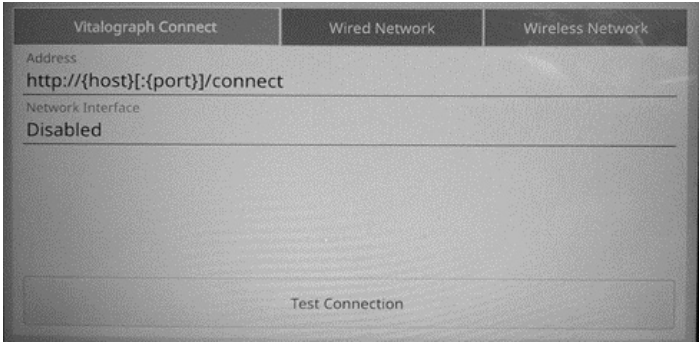 Vitalograph Connect Wired Network Wireless Network
Address
http://{host}[:{port}]/connect
Network Interface
Disabled
Test Connection